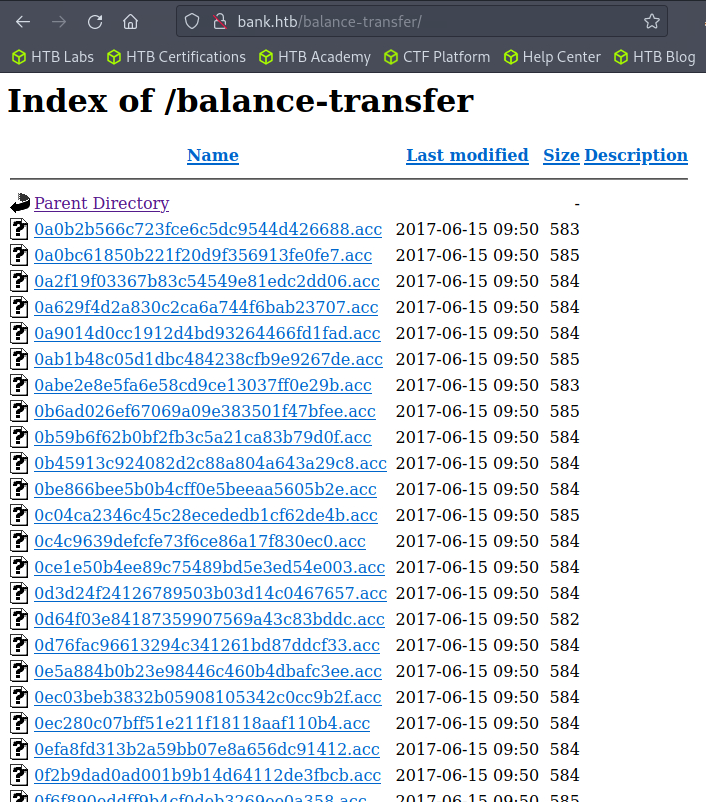 bank.htb/balance-transfer/
HTB Labs HTB Certifications HTB Academy CTF Platform Help Center HTB Blog
Index of /balance-transfer
Name Last modified Size Description
Parent Directory -
0a0b2b566c723fce6c5dc9544d426688.acc 2017-06-15 09:50 583
0a0bc61850b221f20d9f356913fe0fe7.acc 2017-06-15 09:50 585
0a2f19f03367b83c54549e81edc2dd06.acc 2017-06-15 09:50 584
0a629f4d2a830c2ca6a744f6bab23707.acc 2017-06-15 09:50 584
0a9014d0cc1912d4bd93264466fd1fad.acc 2017-06-15 09:50 584
0ab1b48c05d1dbc484238cfb9e9267de.acc 2017-06-15 09:50 585
0abe2e8e5fa6e58cd9ce13037ff0e29b.acc 2017-06-15 09:50 583
0b6ad026ef67069a09e383501f47bfee.acc 2017-06-15 09:50 585
0b59b6f62b0bf2fb3c5a21ca83b79d0f.acc 2017-06-15 09:50 584
0b45913c924082d2c88a804a643a29c8.acc 2017-06-15 09:50 584
0be866bee5b0b4cff0e5beeaa5605b2e.acc 2017-06-15 09:50 584
0c04ca2346c45c28ecededb1cf62de4b.acc 2017-06-15 09:50 585
0c4c9639defcfe73f6ce86a17f830ec0.acc 2017-06-15 09:50 584
0ce1e50b4ee89c75489bd5e3ed54e003.acc 2017-06-15 09:50 584
0d3d24f24126789503b03d14c0467657.acc 2017-06-15 09:50 584
0d64f03e84187359907569a43c83bddc.acc 2017-06-15 09:50 582
0d76fac96613294c341261bd87ddcf33.acc 2017-06-15 09:50 584
0e5a884b0b23e98446c460b4dbafc3ee.acc 2017-06-15 09:50 584
0ec03beb3832b05908105342c0cc9b2f.acc 2017-06-15 09:50 584
0ec280c07bff51e211f18118aaf110b4.acc 2017-06-15 09:50 584
0efa8fd313b2a59bb07e8a656dc91412.acc 2017-06-15 09:50 584
0f2b9dad0ad001b9b14d64112de3fbcb.acc 2017-06-15 09:50 584
2017-06-15 09:50 585